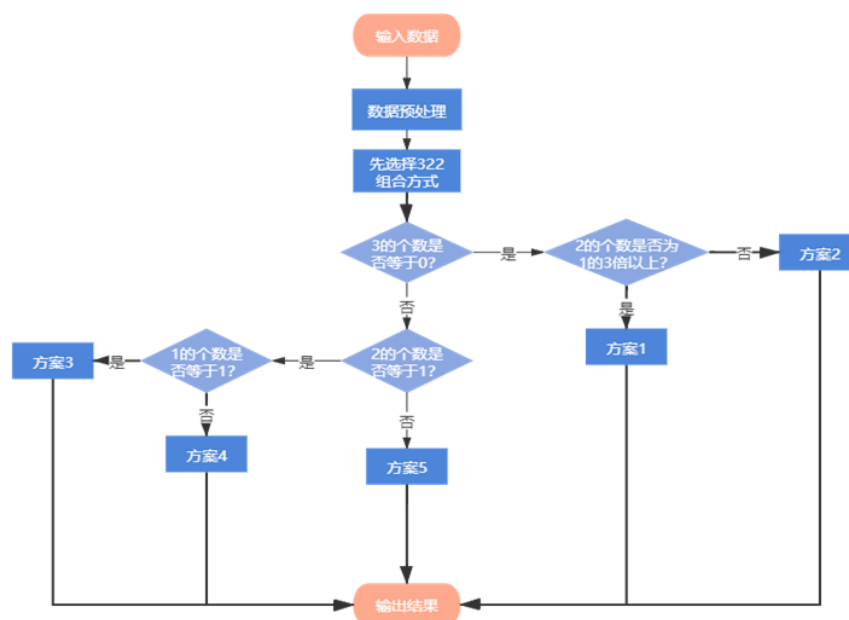 输入数据
数据预处理
先选择322
组合方式
3的个数是
否等于0?
是
2的个数是否为
1的3倍以上?
否
方案2
否
是
方案1
方案3
是
1的个数是
否等于1?
是
2的个数是
否等于1?
否
方案4
否
方案5
输出结果